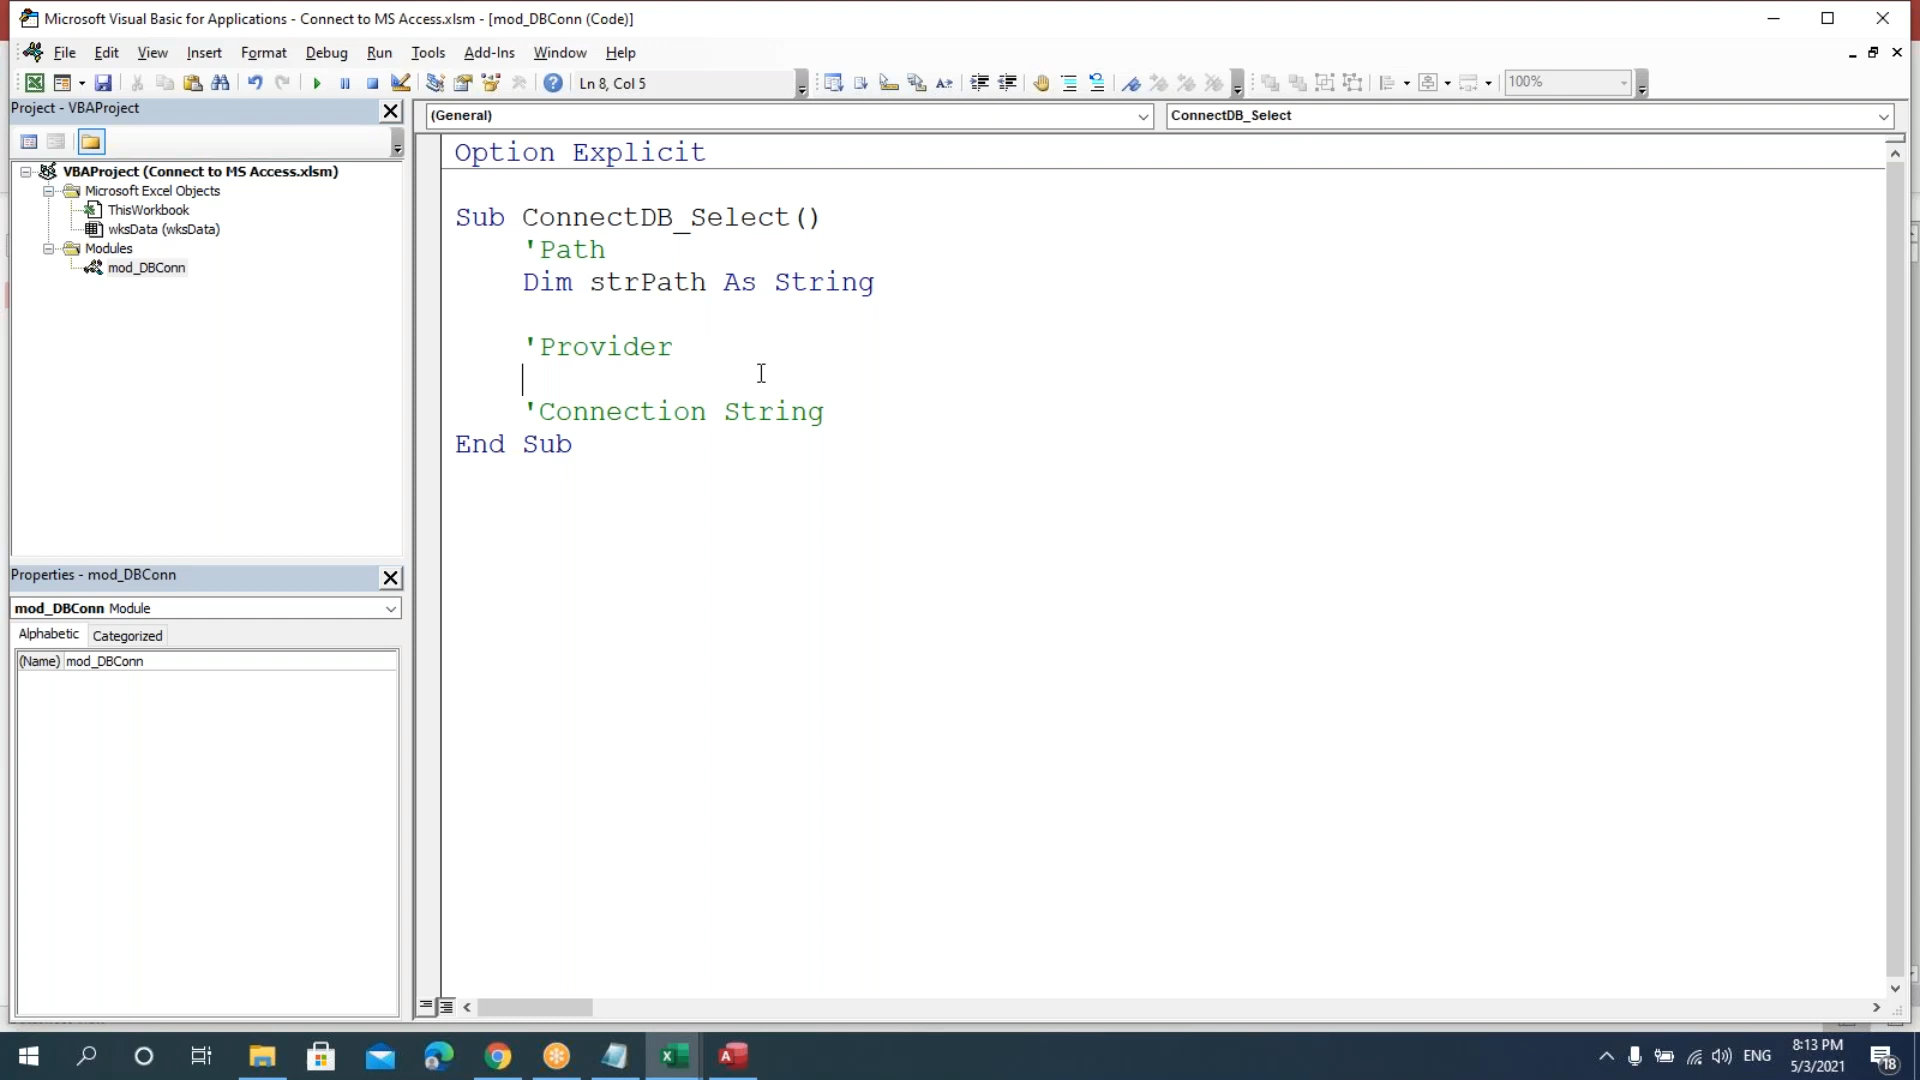 Microsoft Visual Basic for Applications - Connect to MS Access.xlsm - [mod_DBConn (Code)]
File Edit View Insert Format Debug Run Tools Add-Ins Window Help
Ln 8, Col 5
100%
Project - VBAProject
(General)
ConnectDB_Select
VBAProject (Connect to MS Access.xlsm)
Microsoft Excel Objects
ThisWorkbook
wksData (wksData)
Modules
mod_DBConn
Option Explicit
Sub ConnectDB_Select()
'Path
Dim strPath As String
'Provider
'Connection String
End Sub
Properties - mod_DBConn
mod_DBConn Module
Alphabetic Categorized
(Name) mod_DBConn
ENG
8:13 PM
5/3/2021
18